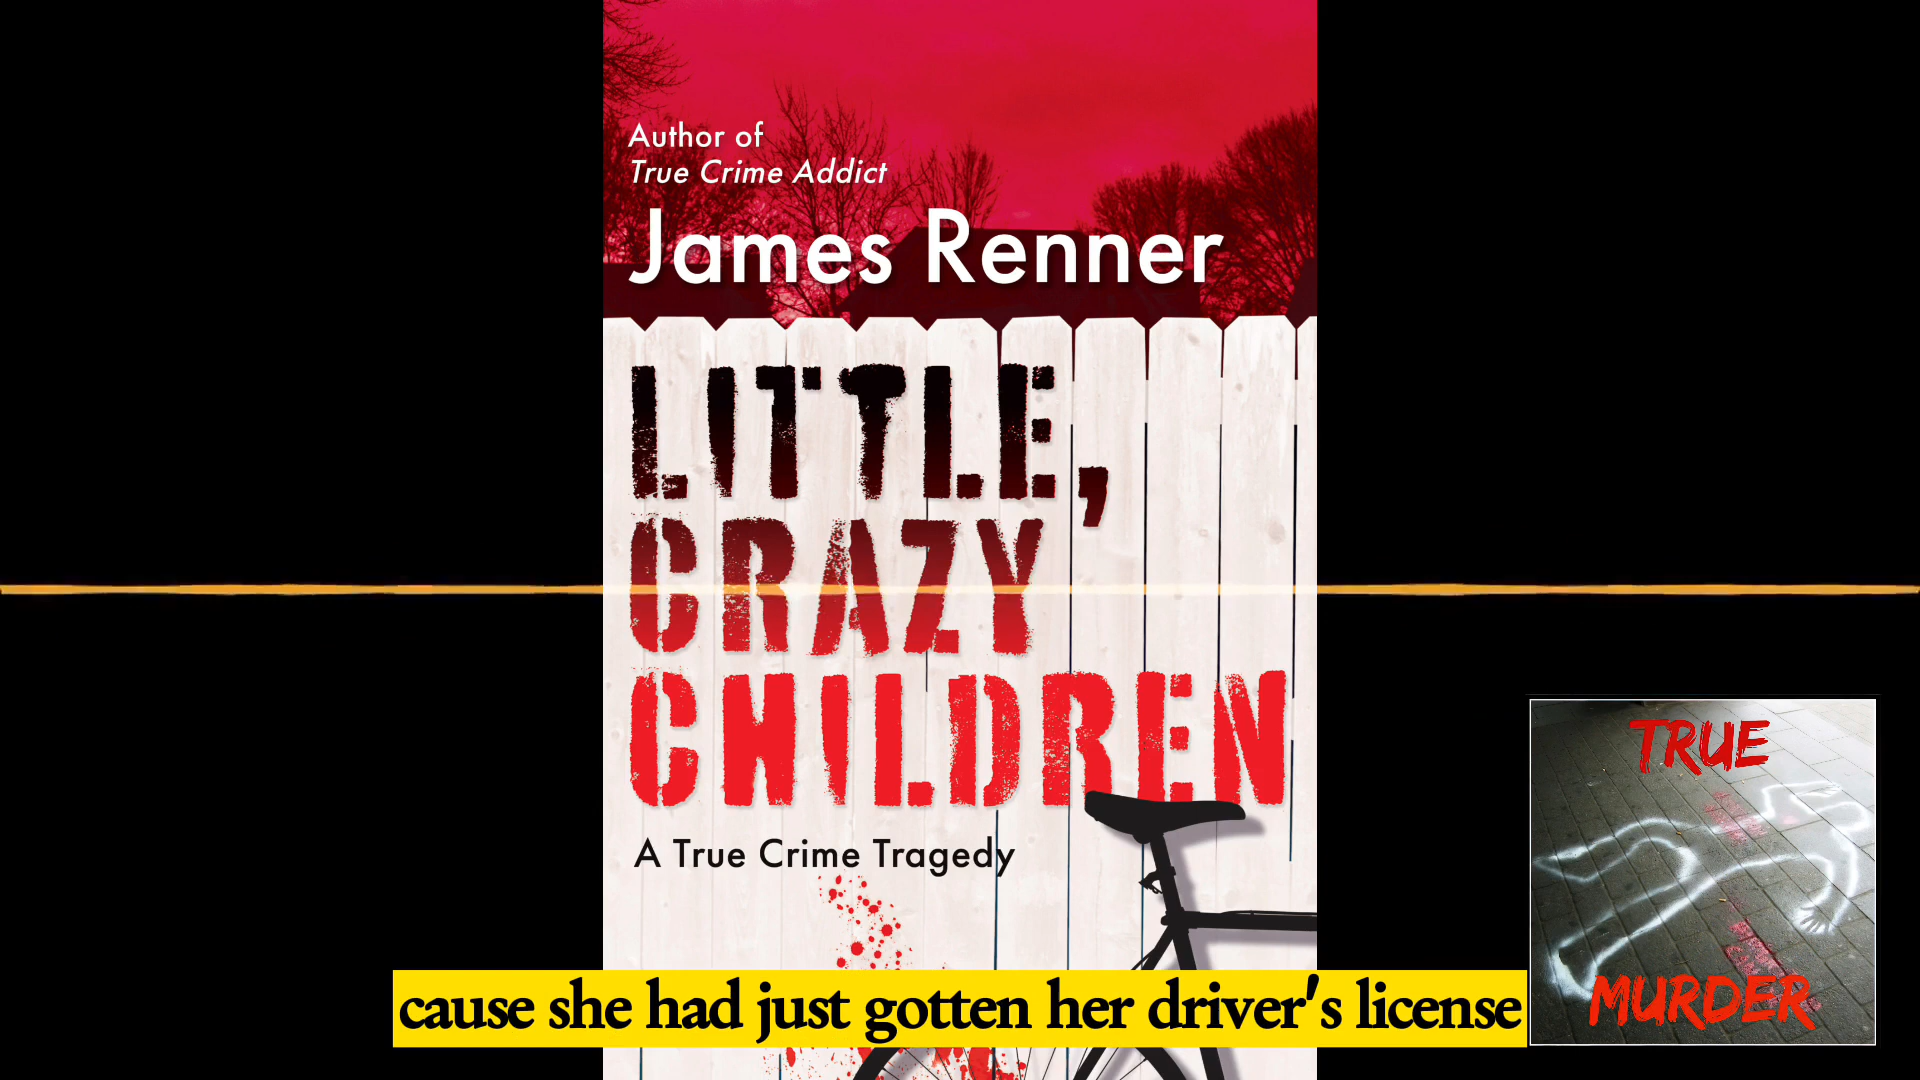 Author of
True Crime Addict
James Renner
LITTLE,
CRAZY
CHILDREN
A True Crime Tragedy
cause she had just gotten her driver's license
TRUE
MURDER